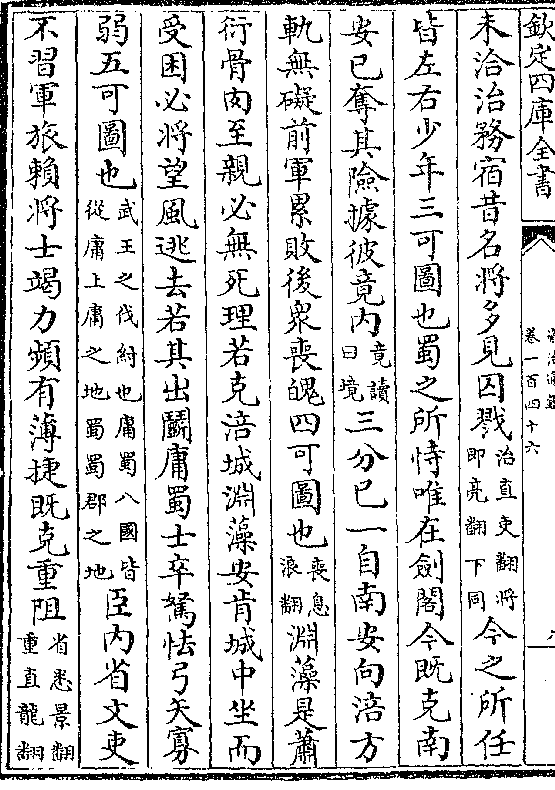 欽定四庫全書
資治通鑑
卷一百四十六
未洽治務宿昔名將多見囚戮治直吏翻將即亮翻下同今之所任
皆左右少年三可圖也蜀之所恃唯在劍閣今既克南
安已奪其險據彼竟内竟讀曰境三分已一自南安向涪方
軌無礙前軍累敗後衆喪魄四可圖也喪息浪翻淵藻是蕭
衍骨肉至親必無死理若克涪城淵藻安肯城中坐而
受困必將望風逃去若其出鬭庸蜀士卒駑怯弓矢寡
弱五可圖也武王之伐紂也庸蜀八國皆從庸上庸之地蜀蜀郡之地臣内省文吏
不習軍旅賴將士竭力頻有薄捷既克重阻省悉景翻重直龍翻